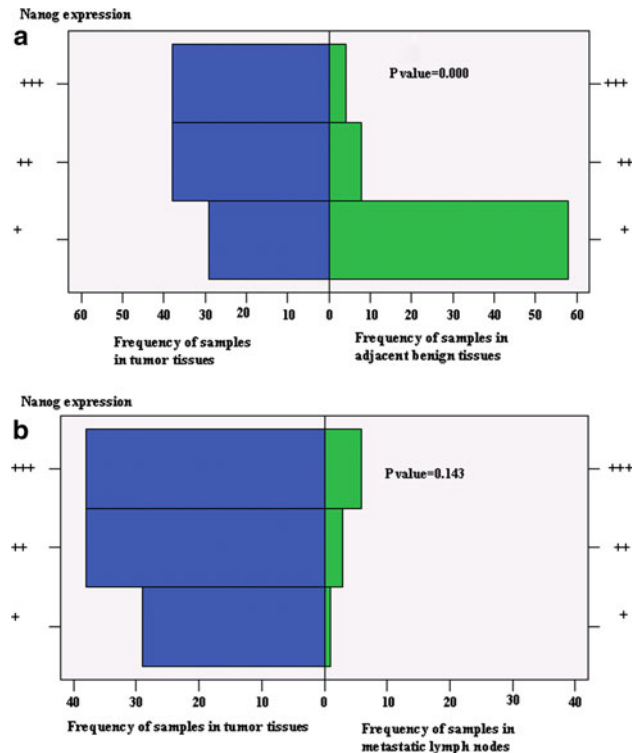 Nanog expression
a
P value=0.000
+++ +++
++ ++
+ +
60 50 40 30 20 10 0 10 20 30 40 50 60
Frequency of samples
in tumor tissues
Frequency of samples in
adjacent benign tissues
Nanog expression
b
P value=0.143
+++ +++
++ ++
+ +
40 30 20 10 0 10 20 30 40
Frequency of samples in tumor tissues
Frequency of samples in
metastatic lymph nodes